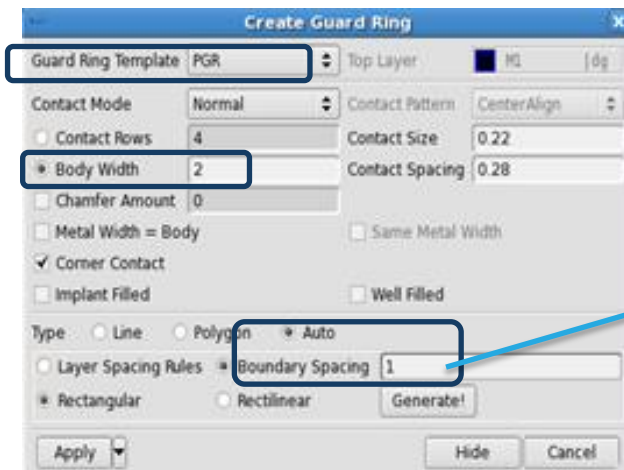 Create Guard Ring
Guard Ring Template PGR Top Layer M1 dg
Contact Mode Normal Contact Pattern CenterAlign
Contact Rows 4 Contact Size 0.22
Body Width 2 Contact Spacing 0.28
Chamfer Amount 0
Metal Width = Body Same Metal Width
Corner Contact
Implant Filled Well Filled
Type Line Polygon Auto
Layer Spacing Rules Boundary Spacing 1
Rectangular Rectilinear Generate!
Apply Hide Cancel